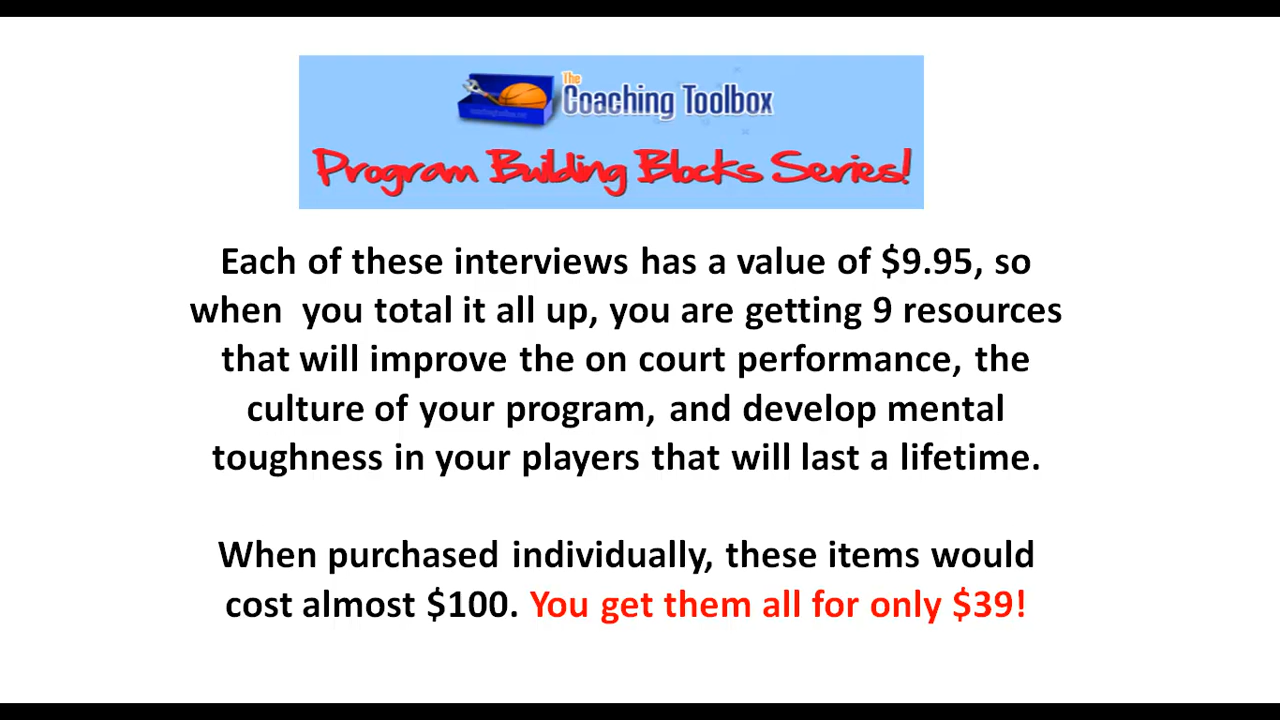 The
Coaching Toolbox
Program Building Blocks Series!
Each of these interviews has a value of $9.95, so
when you total it all up, you are getting 9 resources
that will improve the on court performance, the
culture of your program, and develop mental
toughness in your players that will last a lifetime.
When purchased individually, these items would
cost almost $100. You get them all for only $39!